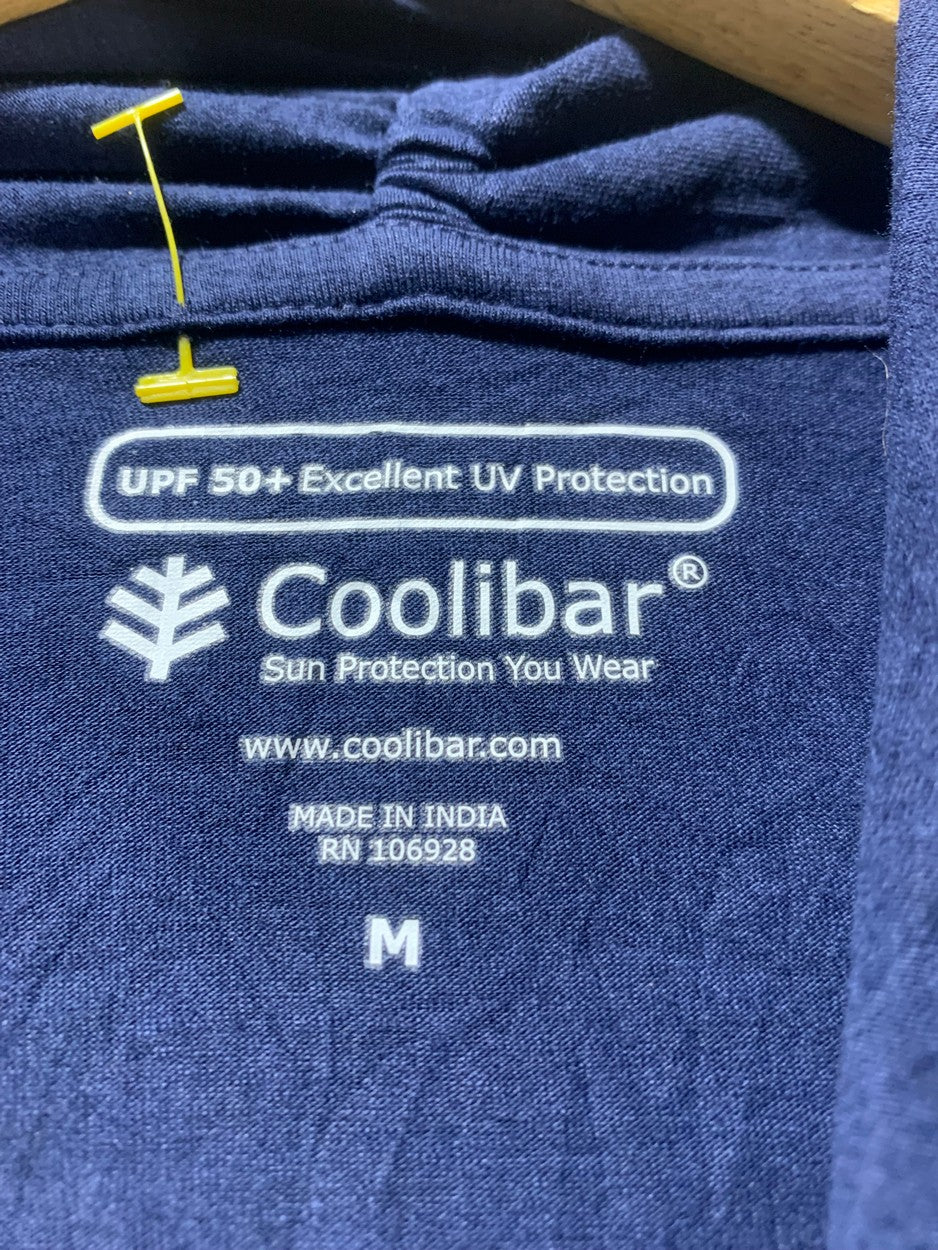 UPF 50+ Excellent UV Protection
Coolibar®
Sun Protection You Wear
www.coolibar.com
MADE IN INDIA
RN 106928
M